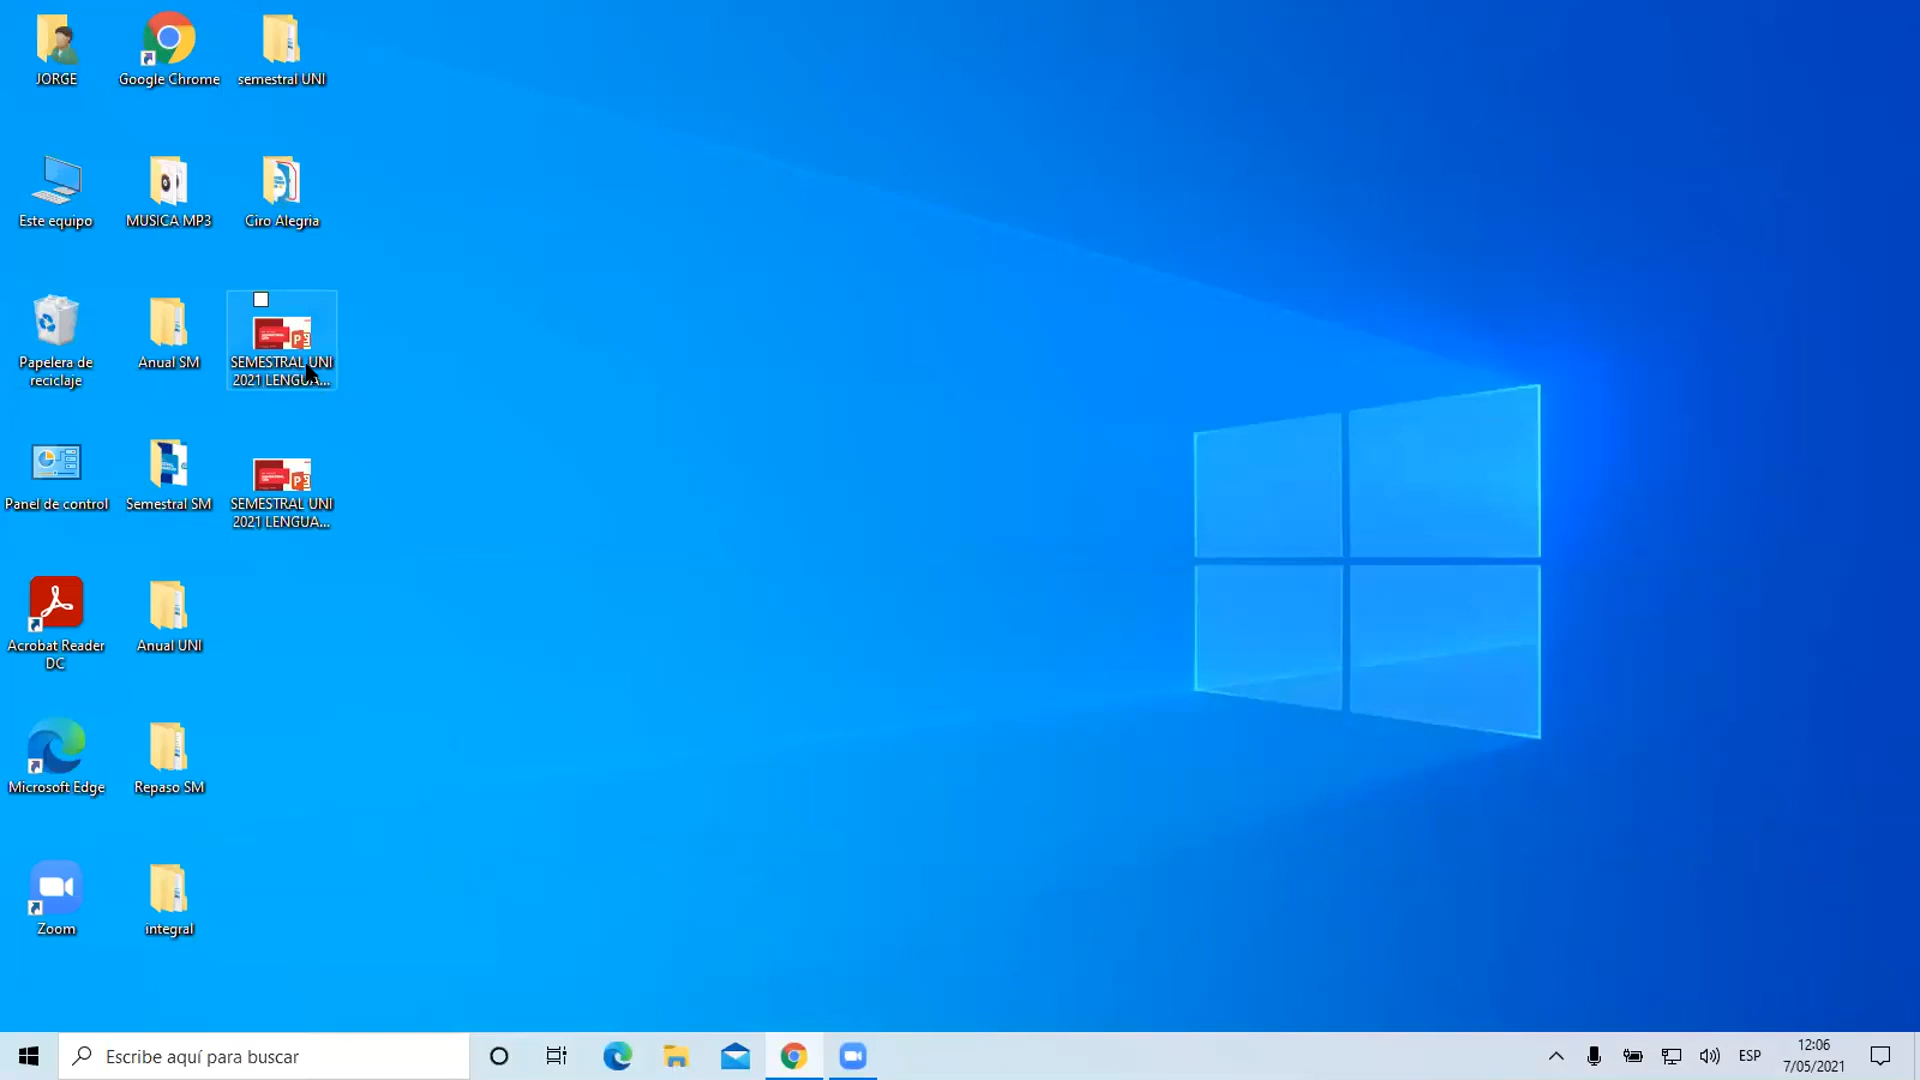 JORGE
Google Chrome
semestral UNI
Este equipo
MUSICA MP3
Ciro Alegria
Papelera de
reciclaje
Anual SM
SEMESTRAL UNI
2021 LENGUA...
Panel de control
Semestral SM
SEMESTRAL UNI
2021 LENGUA...
Acrobat Reader
DC
Anual UNI
Microsoft Edge
Repaso SM
Zoom
integral
Escribe aquí para buscar
ESP
12:06
7/05/2021